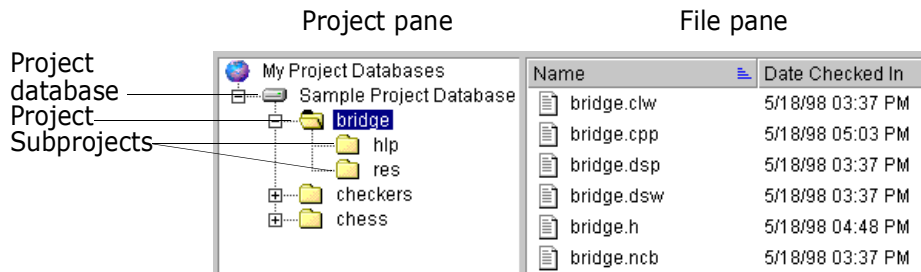 Project pane
File pane
Project
database
Project
Subprojects
My Project Databases
Sample Project Database
bridge
hlp
res
checkers
chess
Name Date Checked In
bridge.clw 5/18/98 03:37 PM
bridge.cpp 5/18/98 05:03 PM
bridge.dsp 5/18/98 03:37 PM
bridge.dsw 5/18/98 03:37 PM
bridge.h 5/18/98 04:48 PM
bridge.ncb 5/18/98 03:37 PM